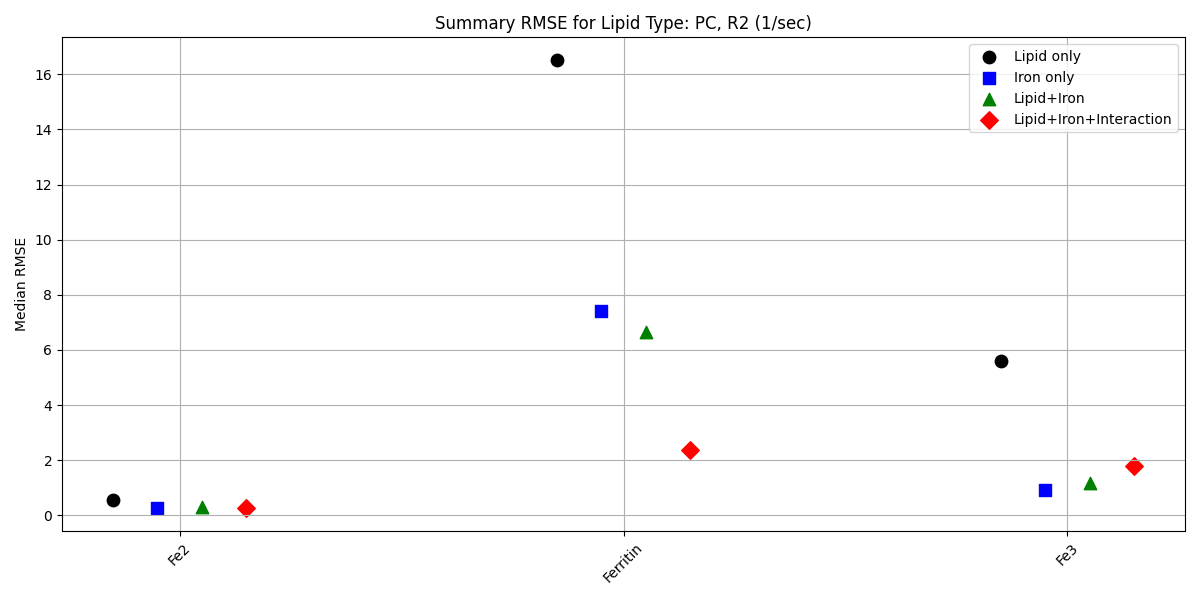 Summary RMSE for Lipid Type: PC, R2 (1/sec)
Lipid only
Iron only
Lipid+Iron
Lipid+Iron+Interaction
Median RMSE
16
14
12
10
8
6
4
2
0
Fe2
Ferritin
Fe3